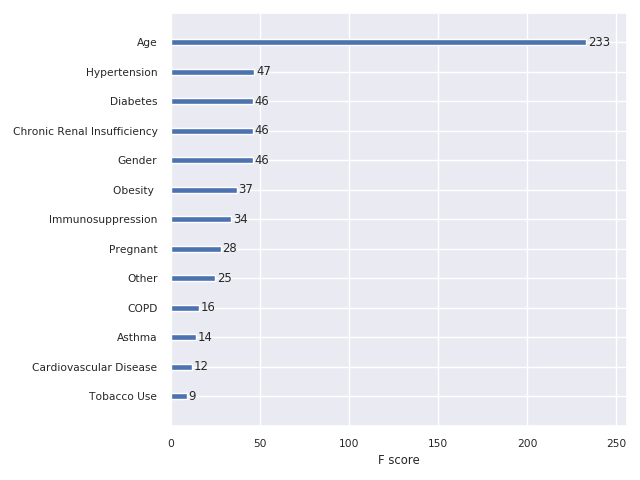 Age 233
Hypertension 47
Diabetes 46
Chronic Renal Insufficiency 46
Gender 46
Obesity 37
Immunosuppression 34
Pregnant 28
Other 25
COPD 16
Asthma 14
Cardiovascular Disease 12
Tobacco Use 9
0 50 100 150 200 250
F score